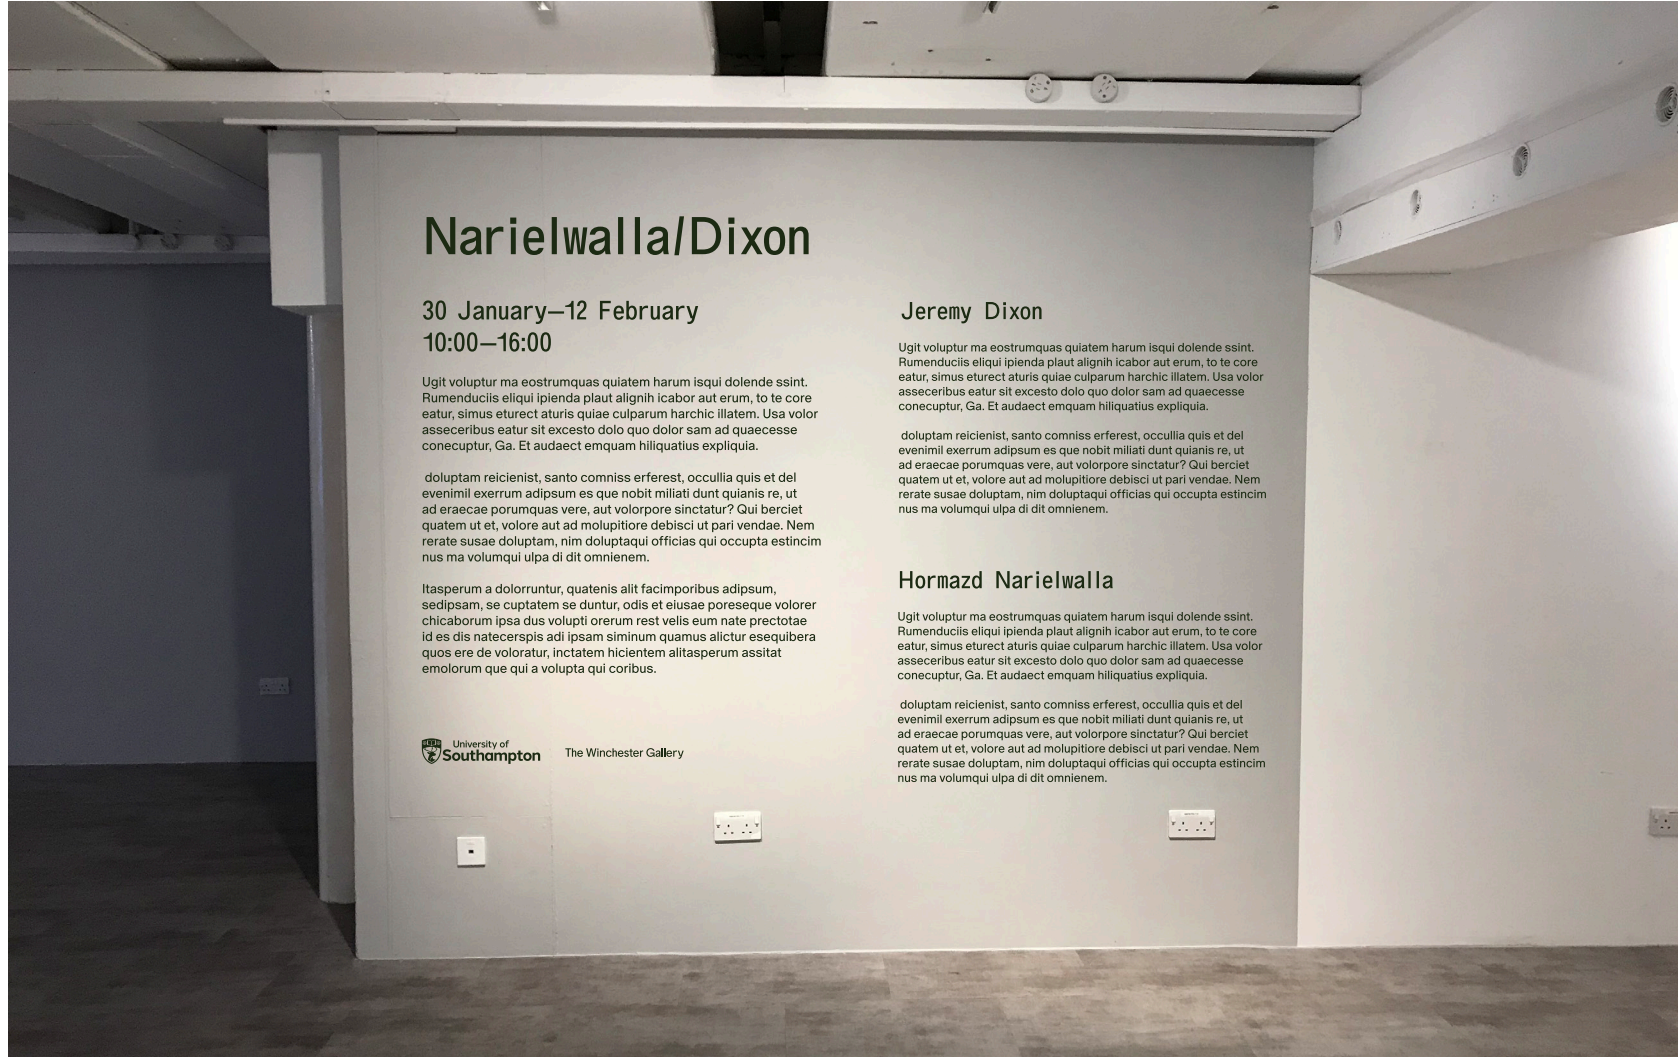 Narielwalla/Dixon
30 January—12 February
10:00—16:00
Ugit voluptur ma eostrumquas quiatem harum isqui dolende ssint.
Rumenduciis eliqui ipienda plaut alignih icabor aut erum, to te core
eatur, simus eturect aturis quiae culparum harchic illatem. Usa volor
asseceribus eatur sit excesto dolo quo dolor sam ad quaecesse
conecuptur, Ga. Et audaect emquam hiliquatius expliquia.
doluptam reicienist, santo comniss erferest, occullia quis et del
evenimil exerrum adipsum es que nobit miliati dunt quianis re, ut
ad eraecae porumquas vere, aut volorpore sinctatur? Qui berciet
quatem ut et, volore aut ad molupitiore debisci ut pari vendae. Nem
rerate susae doluptam, nim doluptaqui officias qui occupta estincim
nus ma volumqui ulpa di dit omnienem.
Itasperum a dolorruntur, quatenis alit facimporibus adipsum,
sedipsam, se cuptatem se duntur, odis et eiusae poreseque volorer
chicaborum ipsa dus volupti orerum rest velis eum nate prectotae
id es dis natecerspis adi ipsam siminum quamus alictur esequibera
quos ere de voloratur, inctatem hicientem alitasperum assitat
emolorum que qui a volupta qui coribus.
University of
Southampton
The Winchester Gallery
Jeremy Dixon
Ugit voluptur ma eostrumquas quiatem harum isqui dolende ssint.
Rumenduciis eliqui ipienda plaut alignih icabor aut erum, to te core
eatur, simus eturect aturis quiae culparum harchic illatem. Usa volor
asseceribus eatur sit excesto dolo quo dolor sam ad quaecesse
conecuptur, Ga. Et audaect emquam hiliquatius expliquia.
doluptam reicienist, santo comniss erferest, occullia quis et del
evenimil exerrum adipsum es que nobit miliati dunt quianis re, ut
ad eraecae porumquas vere, aut volorpore sinctatur? Qui berciet
quatem ut et, volore aut ad molupitiore debisci ut pari vendae. Nem
rerate susae doluptam, nim doluptaqui officias qui occupta estincim
nus ma volumqui ulpa di dit omnienem.
Hormazd Narielwalla
Ugit voluptur ma eostrumquas quiatem harum isqui dolende ssint.
Rumenduciis eliqui ipienda plaut alignih icabor aut erum, to te core
eatur, simus eturect aturis quiae culparum harchic illatem. Usa volor
asseceribus eatur sit excesto dolo quo dolor sam ad quaecesse
conecuptur, Ga. Et audaect emquam hiliquatius expliquia.
doluptam reicienist, santo comniss erferest, occullia quis et del
evenimil exerrum adipsum es que nobit miliati dunt quianis re, ut
ad eraecae porumquas vere, aut volorpore sinctatur? Qui berciet
quatem ut et, volore aut ad molupitiore debisci ut pari vendae. Nem
rerate susae doluptam, nim doluptaqui officias qui occupta estincim
nus ma volumqui ulpa di dit omnienem.